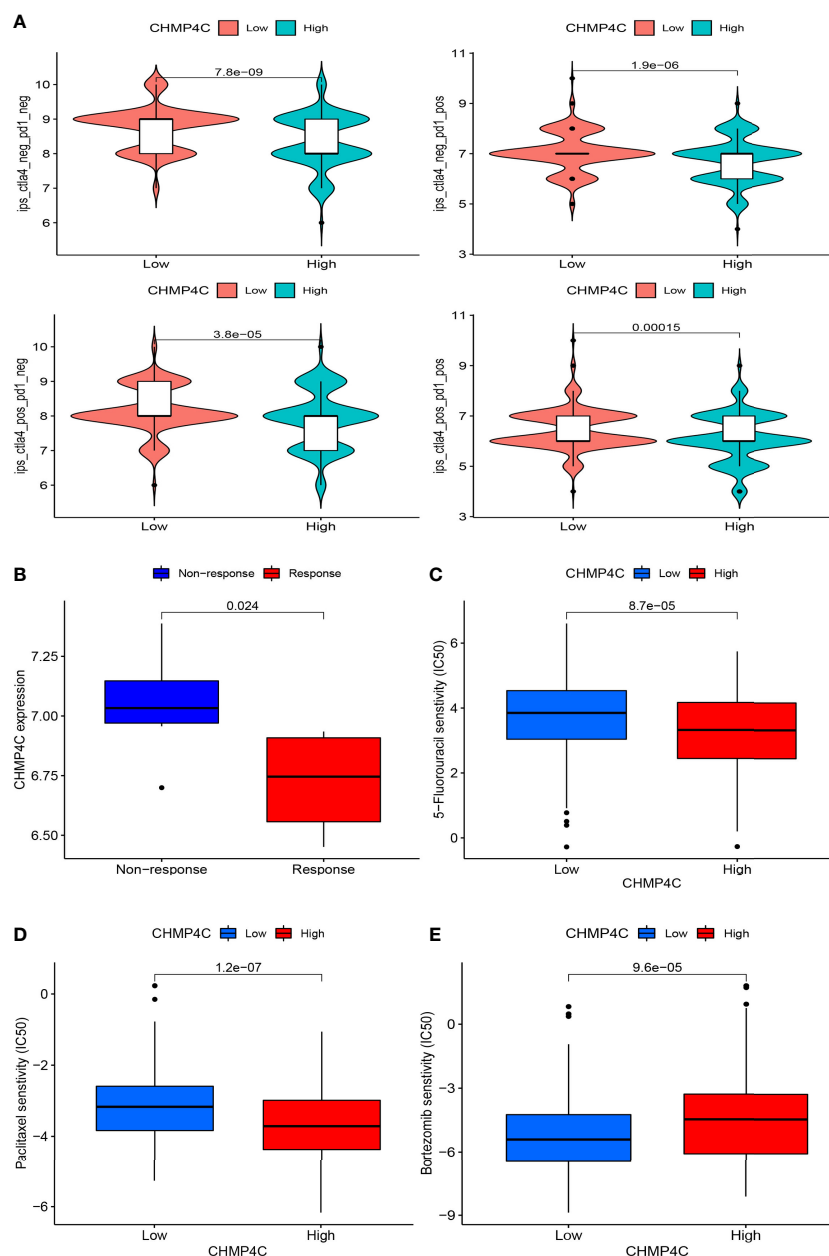 A
CHMP4C Low High
ips_ctla4_neg_pd1_neg
10
9
8
7
6
7.8e−09
Low High
CHMP4C Low High
ips_ctla4_neg_pd1_pos
11
9
7
5
3
1.9e−06
Low High
CHMP4C Low High
ips_ctla4_pos_pd1_neg
10
9
8
7
6
3.8e−05
Low High
CHMP4C Low High
ips_ctla4_pos_pd1_pos
11
9
7
5
3
0.00015
Low High
B
Non−response Response
CHMP4C expression
7.25
7.00
6.75
6.50
0.024
Non−response Response
C
CHMP4C Low High
5−Fluorouracil senstivity (IC50)
6
4
2
0
8.7e−05
Low High
CHMP4C
D
CHMP4C Low High
Paclitaxel senstivity (IC50)
0
−2
−4
−6
1.2e−07
Low High
CHMP4C
E
CHMP4C Low High
Bortezomib senstivity (IC50)
0
−3
−6
−9
9.6e−05
Low High
CHMP4C